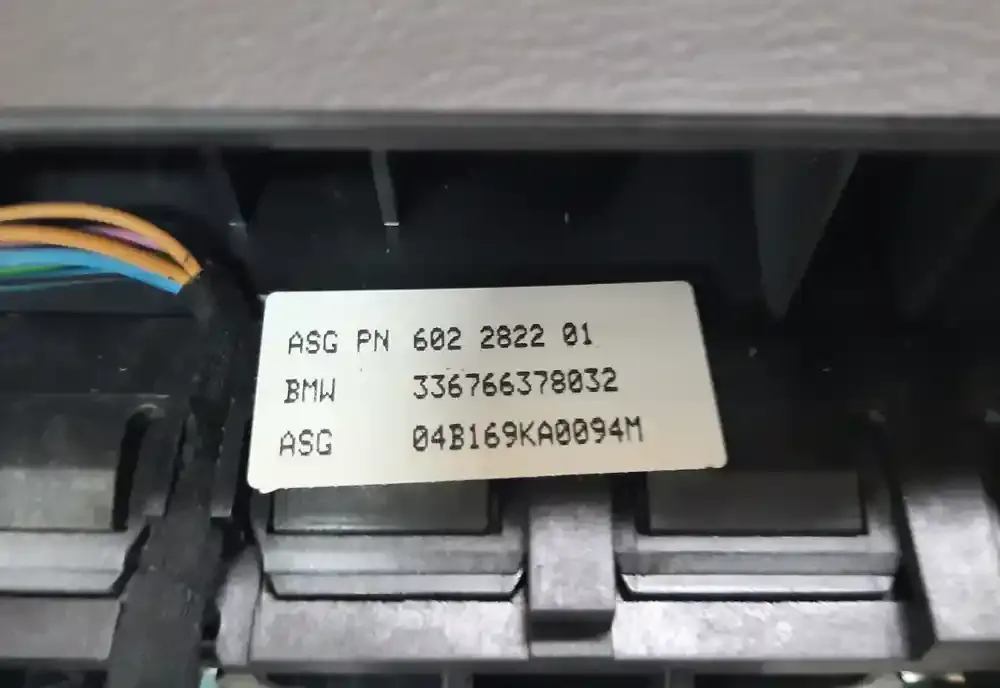 ASG PN 602 2822 01
BMW 336766378032
ASG 04B169KA0094M